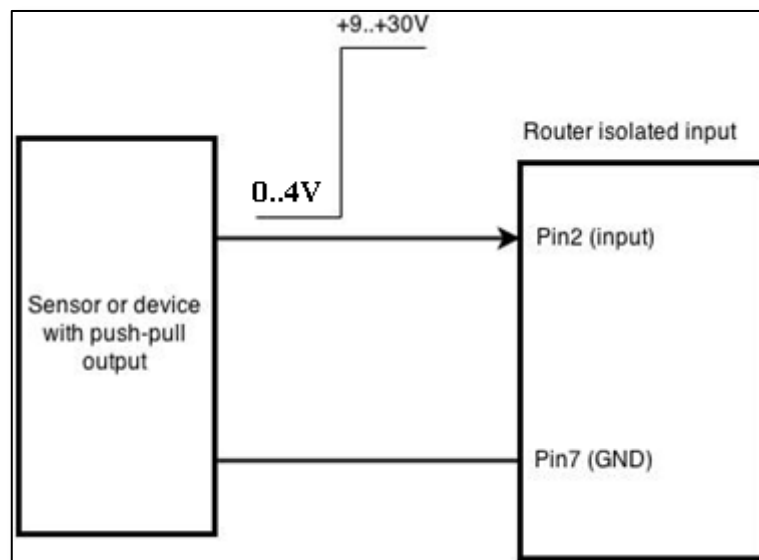 +9..+30V
Router isolated input
0..4V
Pin2 (input)
Sensor or device
with push-pull
output
Pin7 (GND)